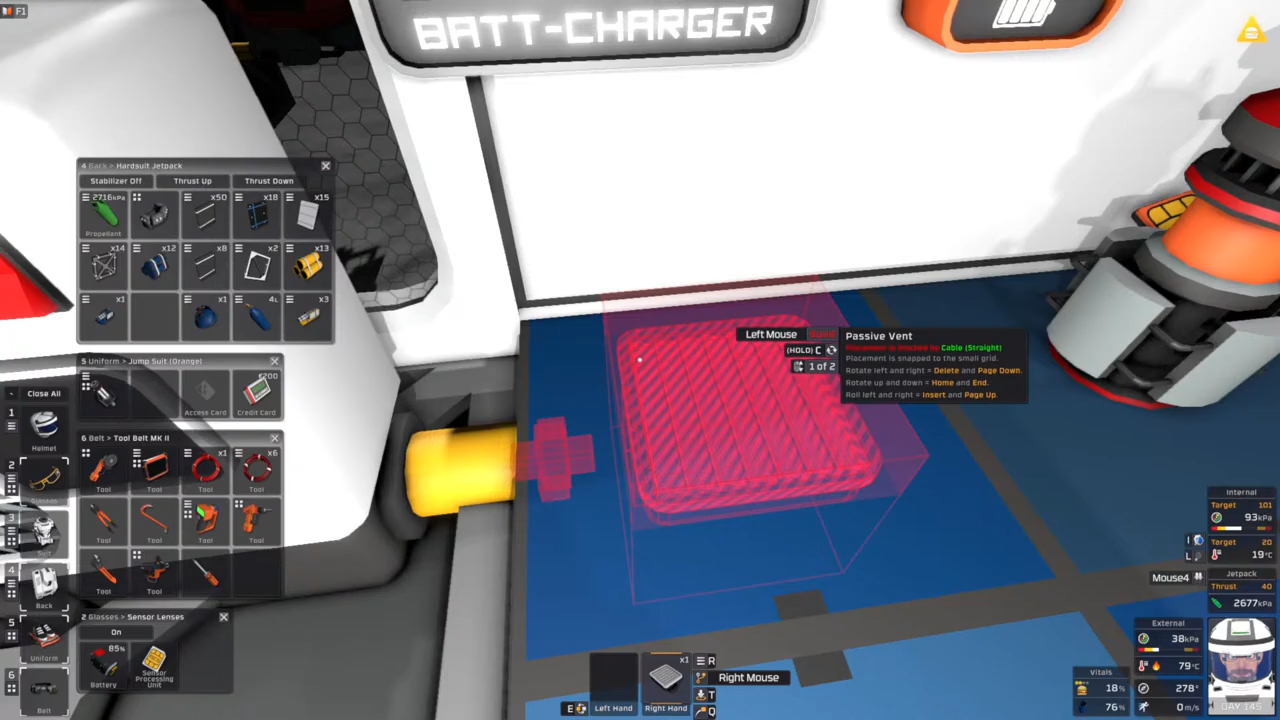 F1
BATT-CHARGER
4 Back > Hardsuit Jetpack
Stabilizer Off Thrust Up Thrust Down
2716kPa x50 x18 x15
Propellant
x14 x12 x8 x2 x13
x1 x1 4L x3
5 Uniform > Jump Suit (Orange)
€200
Access Card Credit Card
Close All
6 Belt > Tool Belt MK II
x1 x6
Tool Tool Tool Tool
Tool Tool Tool Tool
Tool Tool Tool
2 Glasses > Sensor Lenses
On
85%
Battery Sensor Processing Unit
1
Helmet
2
Glasses
3
Suit
4
Back
5
Uniform
6
Belt
Left Mouse
(HOLD) C
1 of 2
Passive Vent
Placement is blocked by Cable (Straight)
Placement is snapped to the small grid.
Rotate left and right = Delete and Page Down.
Rotate up and down = Home and End.
Roll left and right = Insert and Page Up.
E Left Hand
x1
Right Hand
R
Right Mouse
T
Q
Internal
Target 101
93kPa
Target 20
19°C
Mouse4
Jetpack
Thrust 40
2677kPa
External
38kPa
79°C
278°
0m/s
Vitals
18%
76%
DAY 145